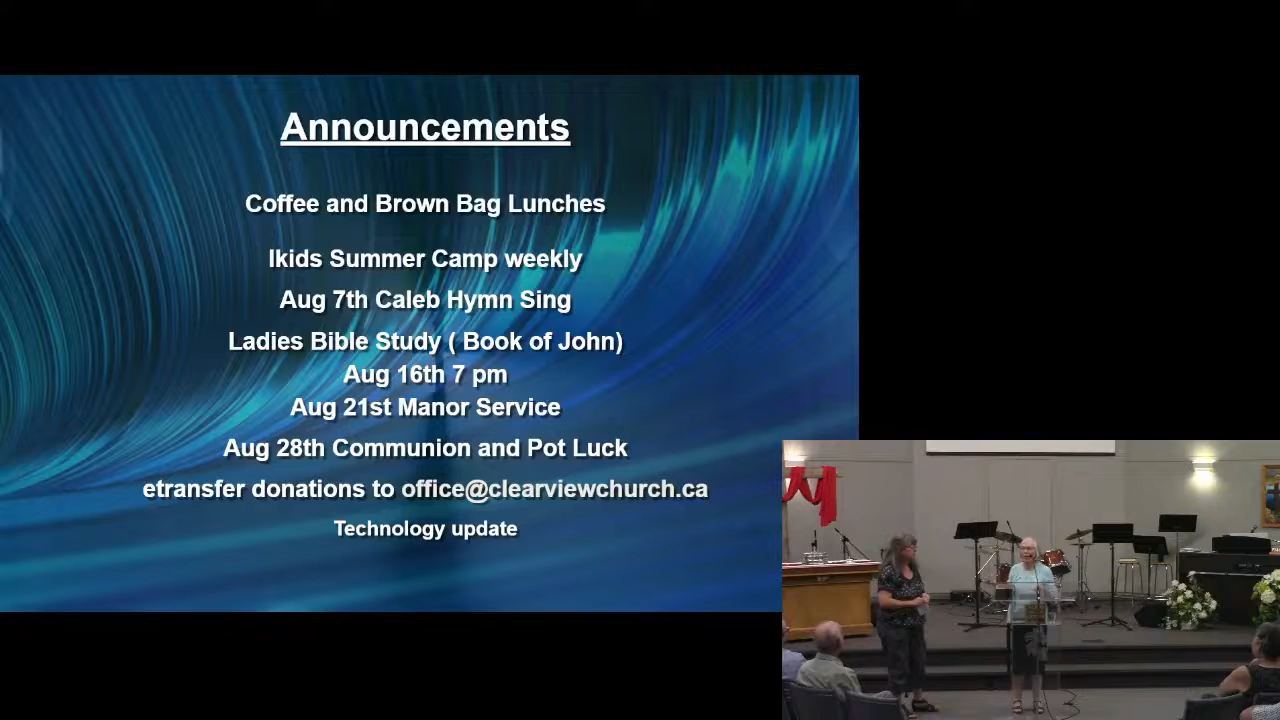 Announcements
Coffee and Brown Bag Lunches
Ikids Summer Camp weekly
Aug 7th Caleb Hymn Sing
Ladies Bible Study ( Book of John)
Aug 16th 7 pm
Aug 21st Manor Service
Aug 28th Communion and Pot Luck
etransfer donations to office@clearviewchurch.ca
Technology update